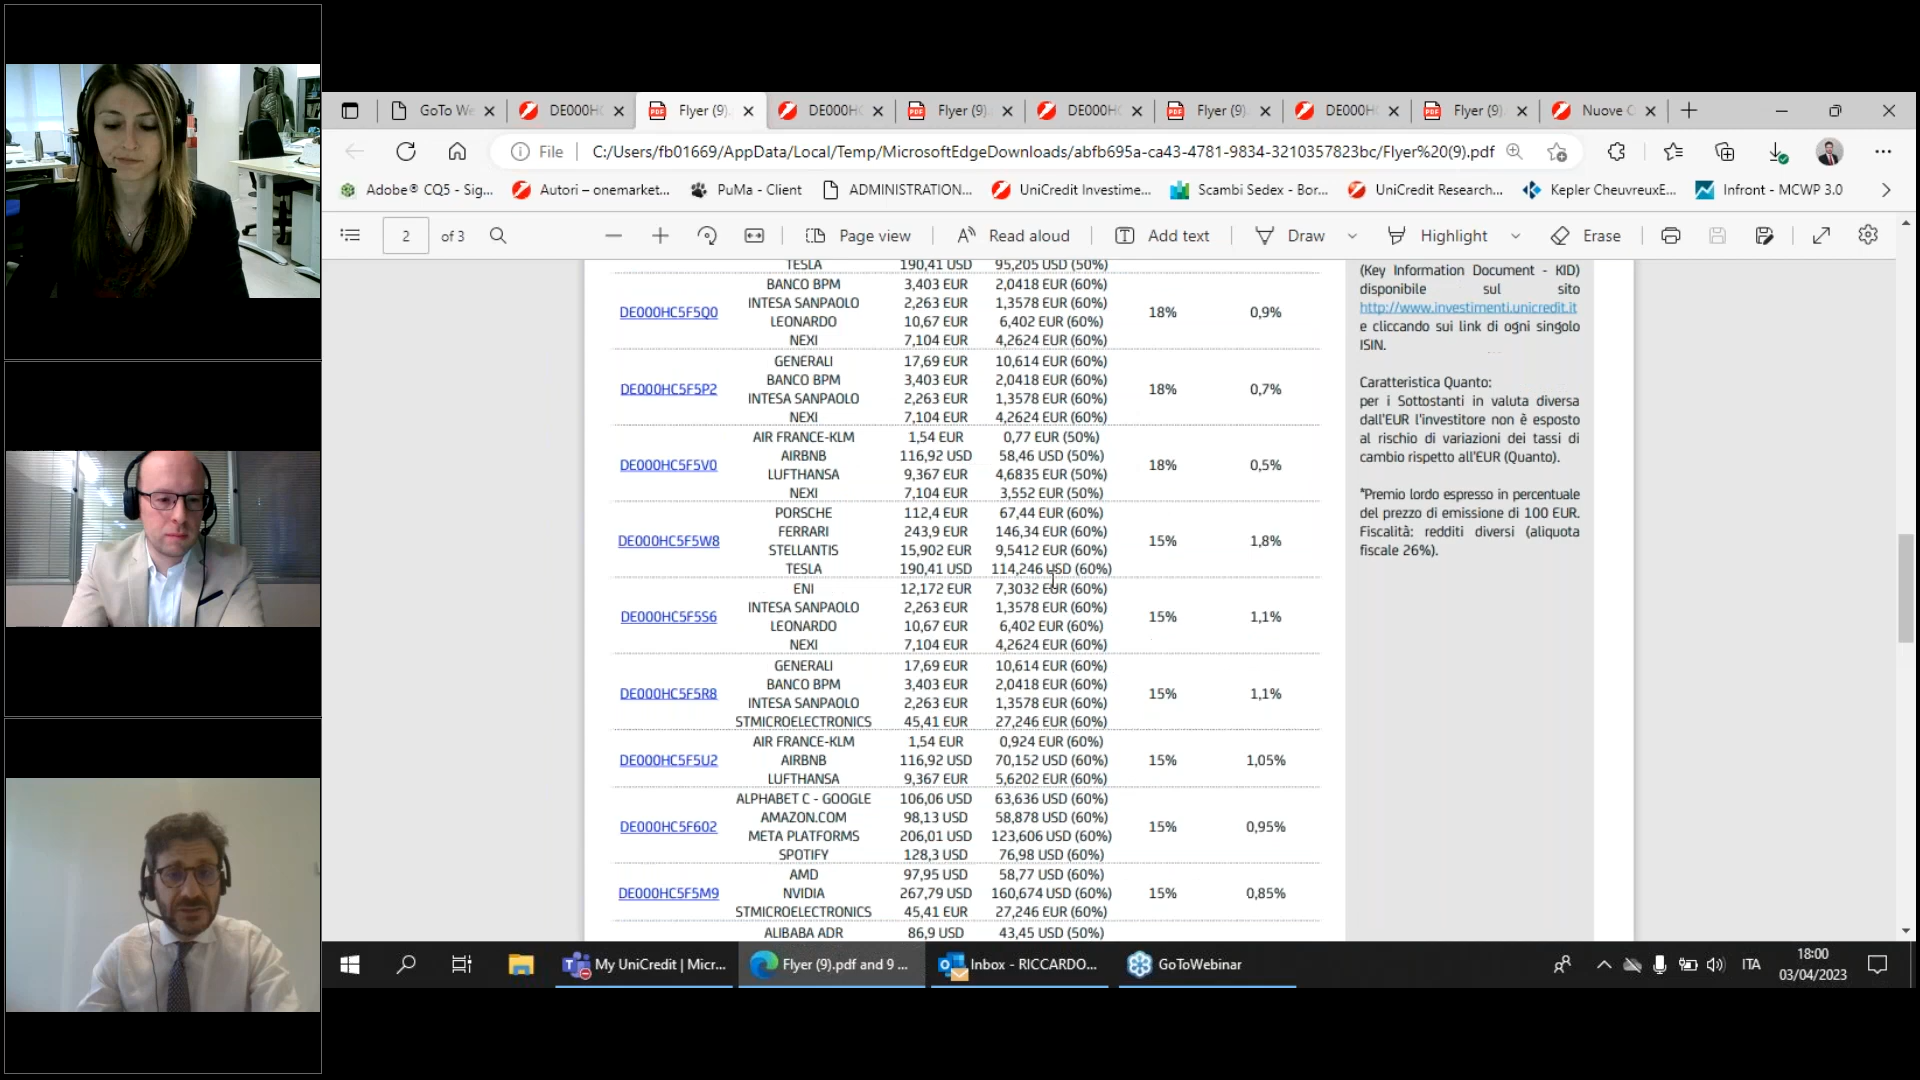 GoTo We
DE000HC
Flyer (9).
DE000HC
Flyer (9).
DE000HC
Flyer (9).
DE000HC
Flyer (9).
Nuove C
File
C:/Users/fb01669/AppData/Local/Temp/MicrosoftEdgeDownloads/abfb695a-ca43-4781-9834-3210357823bc/Flyer%20(9).pdf
Adobe® CQ5 - Sig...
Autori – onemarket...
PuMa - Client
ADMINISTRATION...
UniCredit Investime...
Scambi Sedex - Bor...
UniCredit Research...
Kepler CheuvreuxE...
Infront - MCWP 3.0
2 of 3
Page view
Read aloud
Add text
Draw
Highlight
Erase
TESLA 190,41 USD 95,205 USD (50%)
BANCO BPM 3,403 EUR 2,0418 EUR (60%)
INTESA SANPAOLO 2,263 EUR 1,3578 EUR (60%)
DE000HC5F5Q0 18% 0,9%
LEONARDO 10,67 EUR 6,402 EUR (60%)
NEXI 7,104 EUR 4,2624 EUR (60%)
GENERALI 17,69 EUR 10,614 EUR (60%)
BANCO BPM 3,403 EUR 2,0418 EUR (60%)
DE000HC5F5P2 18% 0,7%
INTESA SANPAOLO 2,263 EUR 1,3578 EUR (60%)
NEXI 7,104 EUR 4,2624 EUR (60%)
AIR FRANCE-KLM 1,54 EUR 0,77 EUR (50%)
AIRBNB 116,92 USD 58,46 USD (50%)
DE000HC5F5V0 18% 0,5%
LUFTHANSA 9,367 EUR 4,6835 EUR (50%)
NEXI 7,104 EUR 3,552 EUR (50%)
PORSCHE 112,4 EUR 67,44 EUR (60%)
FERRARI 243,9 EUR 146,34 EUR (60%)
DE000HC5F5W8 15% 1,8%
STELLANTIS 15,902 EUR 9,5412 EUR (60%)
TESLA 190,41 USD 114,246 USD (60%)
ENI 12,172 EUR 7,3032 EUR (60%)
INTESA SANPAOLO 2,263 EUR 1,3578 EUR (60%)
DE000HC5F5S6 15% 1,1%
LEONARDO 10,67 EUR 6,402 EUR (60%)
NEXI 7,104 EUR 4,2624 EUR (60%)
GENERALI 17,69 EUR 10,614 EUR (60%)
BANCO BPM 3,403 EUR 2,0418 EUR (60%)
DE000HC5F5R8 15% 1,1%
INTESA SANPAOLO 2,263 EUR 1,3578 EUR (60%)
STMICROELECTRONICS 45,41 EUR 27,246 EUR (60%)
AIR FRANCE-KLM 1,54 EUR 0,924 EUR (60%)
DE000HC5F5U2 AIRBNB 116,92 USD 70,152 USD (60%) 15% 1,05%
LUFTHANSA 9,367 EUR 5,6202 EUR (60%)
ALPHABET C - GOOGLE 106,06 USD 63,636 USD (60%)
AMAZON.COM 98,13 USD 58,878 USD (60%)
DE000HC5F602 15% 0,95%
META PLATFORMS 206,01 USD 123,606 USD (60%)
SPOTIFY 128,3 USD 76,98 USD (60%)
AMD 97,95 USD 58,77 USD (60%)
DE000HC5F5M9 NVIDIA 267,79 USD 160,674 USD (60%) 15% 0,85%
STMICROELECTRONICS 45,41 EUR 27,246 EUR (60%)
ALIBABA ADR 86,9 USD 43,45 USD (50%)
(Key Information Document - KID)
disponibile sul sito
http://www.investimenti.unicredit.it
e cliccando sui link di ogni singolo
ISIN.
Caratteristica Quanto:
per i Sottostanti in valuta diversa
dall'EUR l'investitore non è esposto
al rischio di variazioni dei tassi di
cambio rispetto all'EUR (Quanto).
*Premio lordo espresso in percentuale
del prezzo di emissione di 100 EUR.
Fiscalità: redditi diversi (aliquota
fiscale 26%).
My UniCredit | Micr...
Flyer (9).pdf and 9 ...
Inbox - RICCARDO...
GoToWebinar
ITA
18:00
03/04/2023